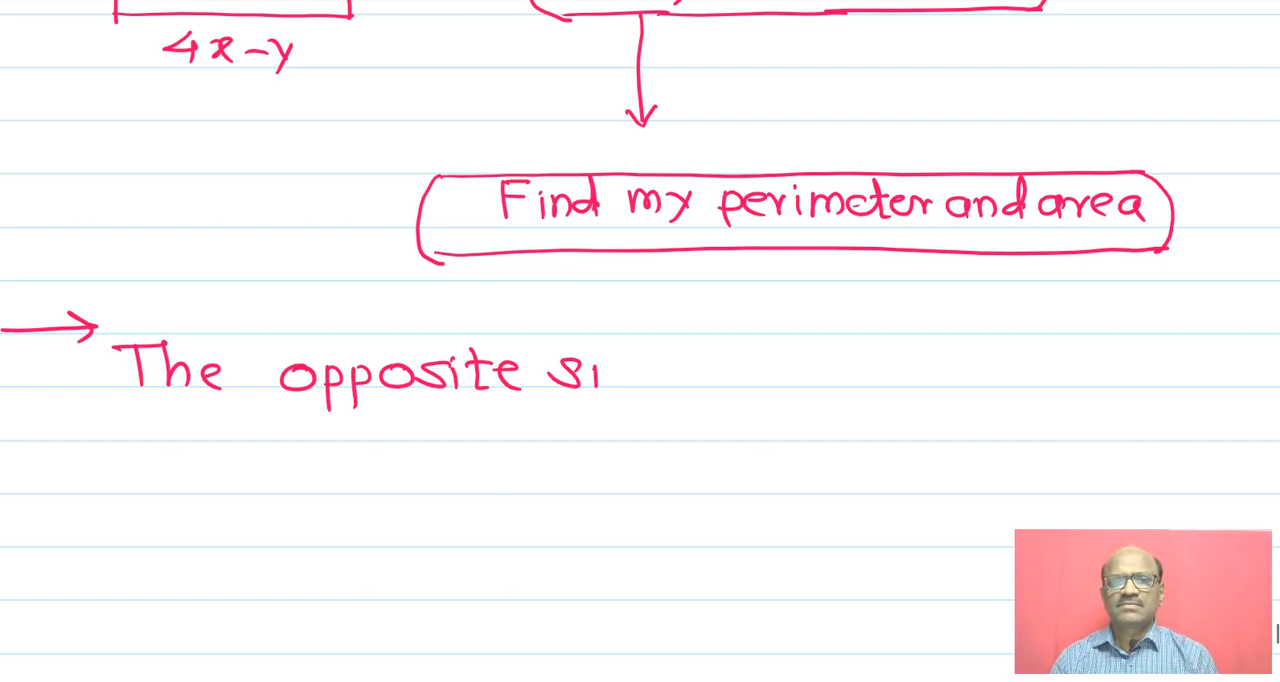 4x-y
Find my perimeter and area
The opposite si